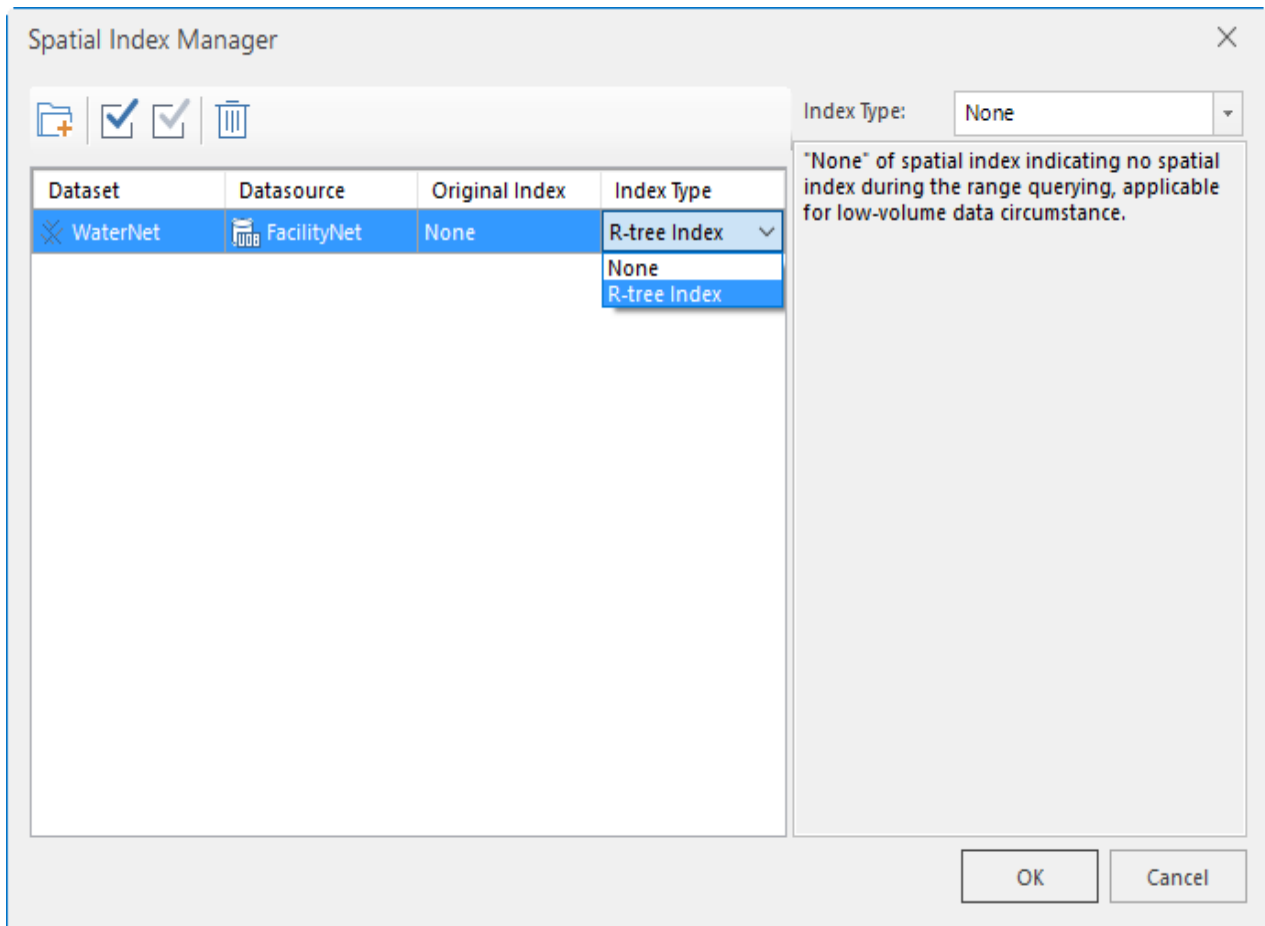 Spatial Index Manager
Index Type: None
"None" of spatial index indicating no spatial
index during the range querying, applicable
for low-volume data circumstance.
Dataset Datasource Original Index Index Type
WaterNet FacilityNet None R-tree Index
None
R-tree Index
OK Cancel